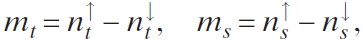 m_t = n_t^↑ − n_t^↓, m_s = n_s^↑ − n_s^↓,